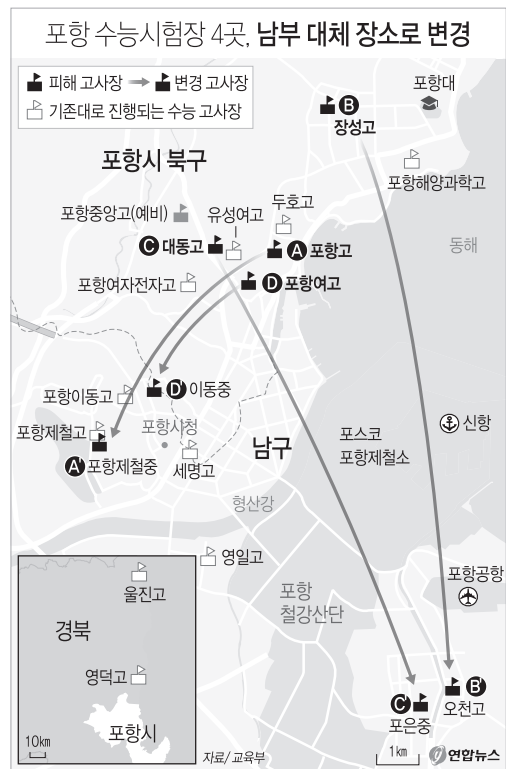 포항 수능시험장 4곳, 남부 대체 장소로 변경
피해 고사장 → 변경 고사장
기존대로 진행되는 수능 고사장
포항대
B
장성고
포항시 북구
포항해양과학고
두호고
포항중앙고(예비)
유성여고
동해
C 대동고
A 포항고
포항여자전자고
D 포항여고
D' 이동중
포항이동고
포항제철고
포항시청
남구
신항
포스코
포항제철소
A' 포항제철중
세명고
형산강
영일고
포항
철강산단
포항공항
울진고
경북
영덕고
포항시
10㎞
C' 포은중
B' 오천고
자료/교육부
1㎞
연합뉴스